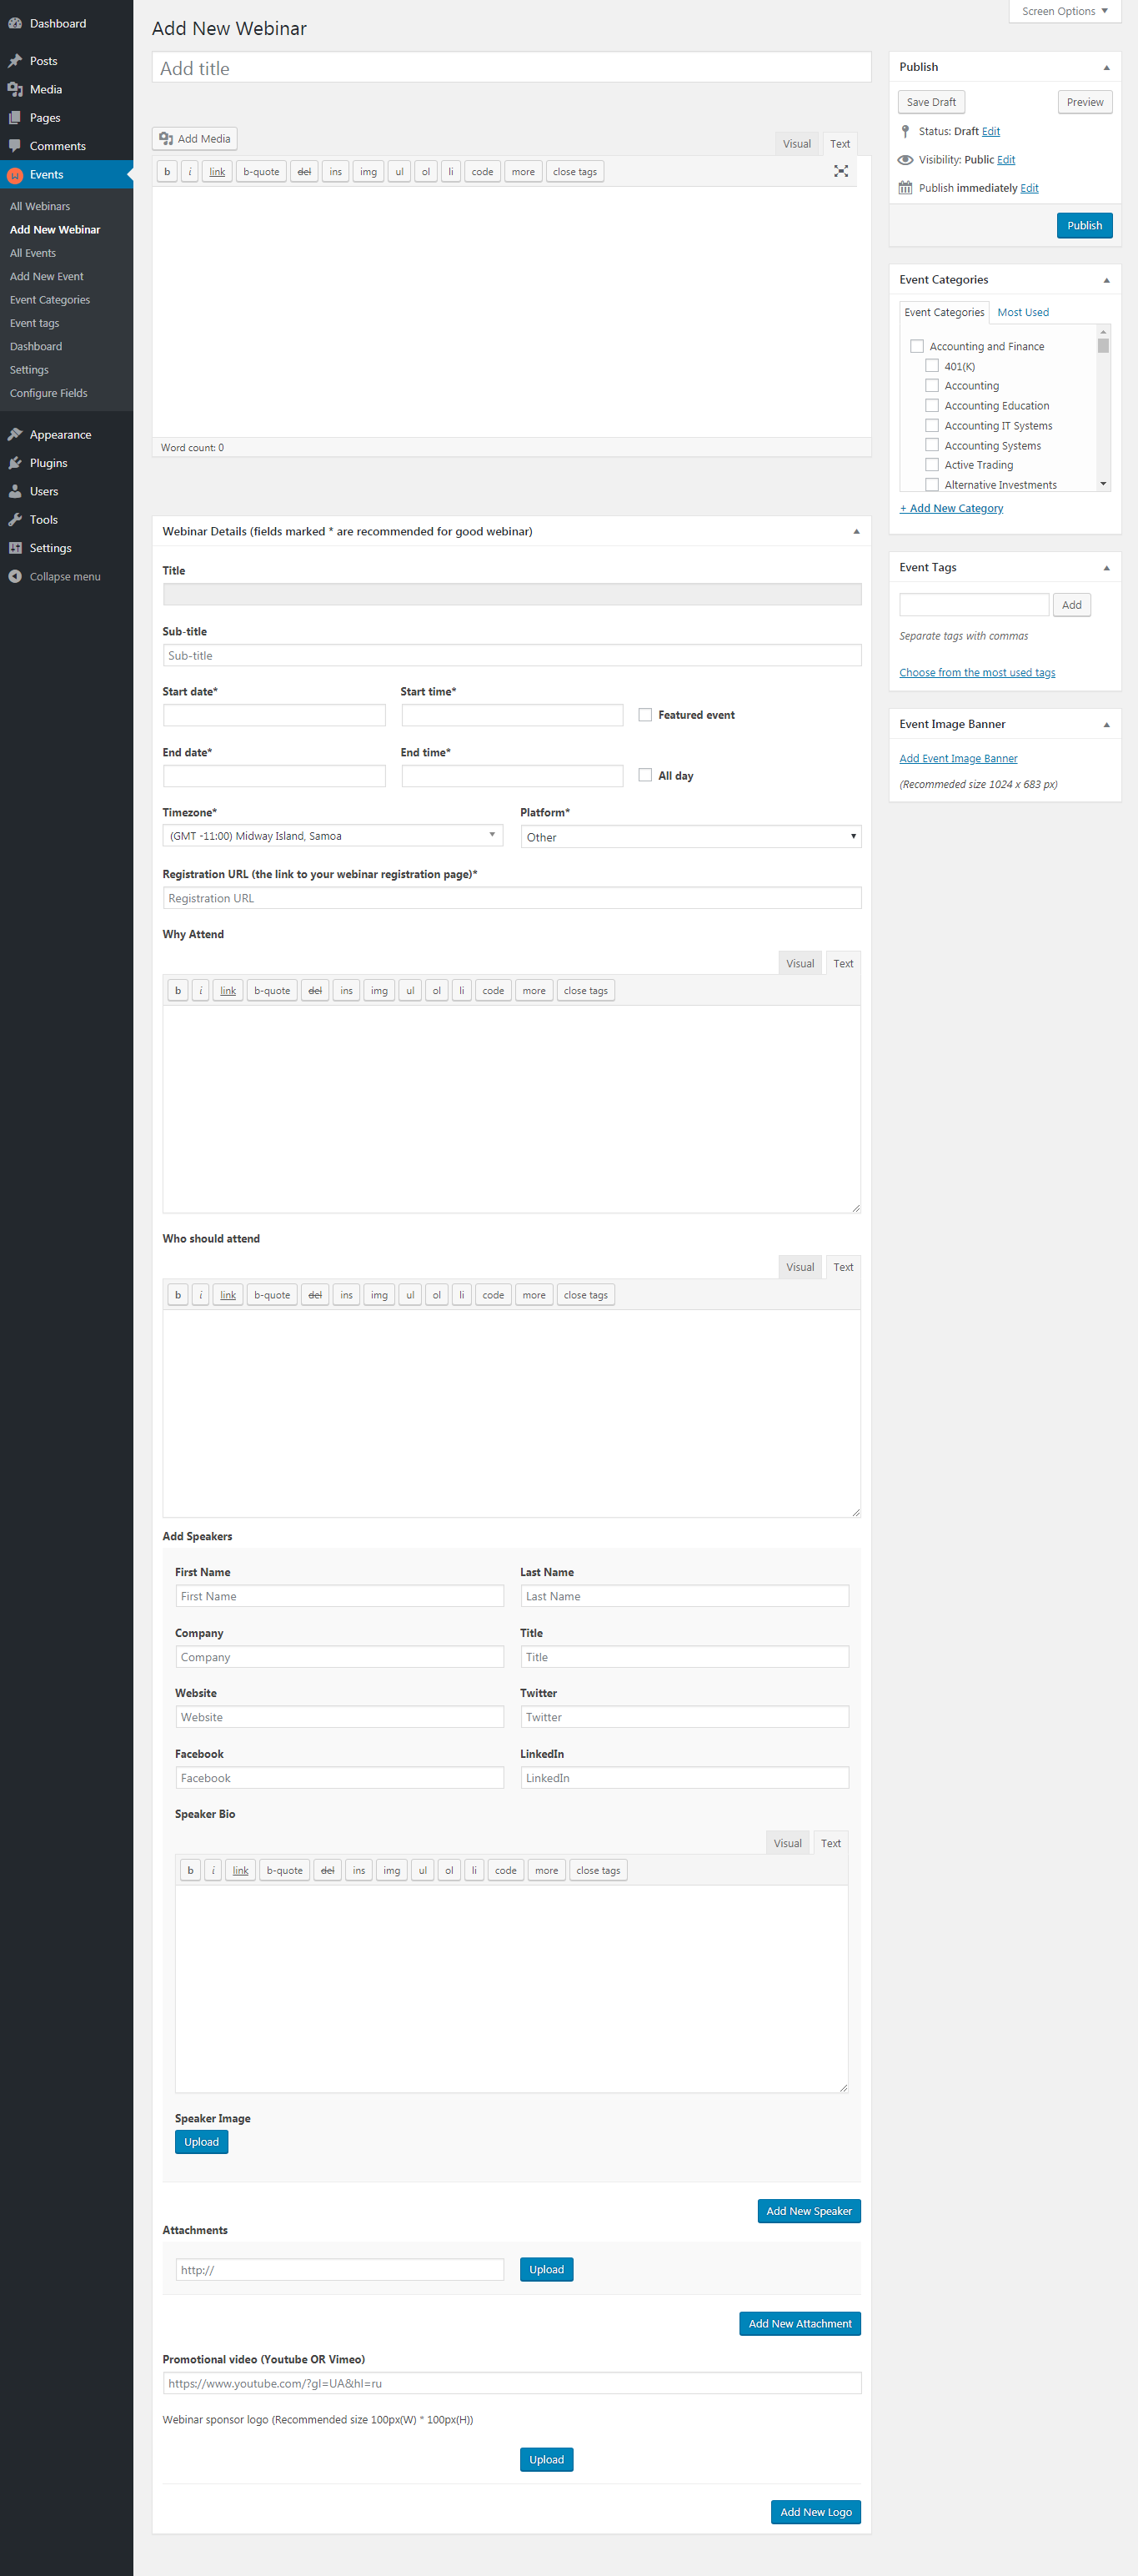 Dashboard
Posts
Media
Pages
Comments
Events
All Webinars
Add New Webinar
All Events
Add New Event
Event Categories
Event tags
Dashboard
Settings
Configure Fields
Appearance
Plugins
Users
Tools
Settings
Collapse menu
Screen Options
Add New Webinar
Add title
Add Media
Visual Text
b i link b-quote del ins img ul ol li code more close tags
Word count: 0
Webinar Details (fields marked * are recommended for good webinar)
Title
Sub-title
Sub-title
Start date* Start time*
Featured event
End date* End time*
All day
Timezone* Platform*
(GMT -11:00) Midway Island, Samoa Other
Registration URL (the link to your webinar registration page)*
Registration URL
Why Attend
Visual Text
b i link b-quote del ins img ul ol li code more close tags
Who should attend
Visual Text
b i link b-quote del ins img ul ol li code more close tags
Add Speakers
First Name Last Name
First Name Last Name
Company Title
Company Title
Website Twitter
Website Twitter
Facebook LinkedIn
Facebook LinkedIn
Speaker Bio
Visual Text
b i link b-quote del ins img ul ol li code more close tags
Speaker Image
Upload
Add New Speaker
Attachments
http:// Upload
Add New Attachment
Promotional video (Youtube OR Vimeo)
https://www.youtube.com/?gl=UA&hl=ru
Webinar sponsor logo (Recommended size 100px(W) * 100px(H))
Upload
Add New Logo
Publish
Save Draft Preview
Status: Draft Edit
Visibility: Public Edit
Publish immediately Edit
Publish
Event Categories
Event Categories Most Used
Accounting and Finance
401(K)
Accounting
Accounting Education
Accounting IT Systems
Accounting Systems
Active Trading
Alternative Investments
+ Add New Category
Event Tags
Add
Separate tags with commas
Choose from the most used tags
Event Image Banner
Add Event Image Banner
(Recommeded size 1024 x 683 px)